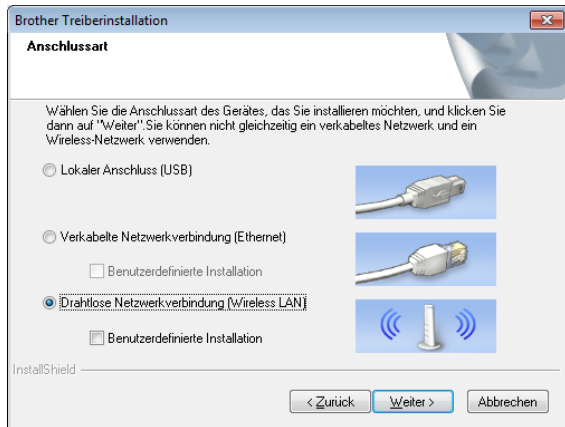 Brother Treiberinstallation
Anschlussart
Wählen Sie die Anschlussart des Gerätes, das Sie installieren möchten, und klicken Sie
dann auf "Weiter".Sie können nicht gleichzeitig ein verkabeltes Netzwerk und ein
Wireless-Netzwerk verwenden.
Lokaler Anschluss (USB)
Verkabelte Netzwerkverbindung (Ethernet)
Benutzerdefinierte Installation
Drahtlose Netzwerkverbindung (Wireless LAN)
Benutzerdefinierte Installation
InstallShield
< Zurück Weiter > Abbrechen